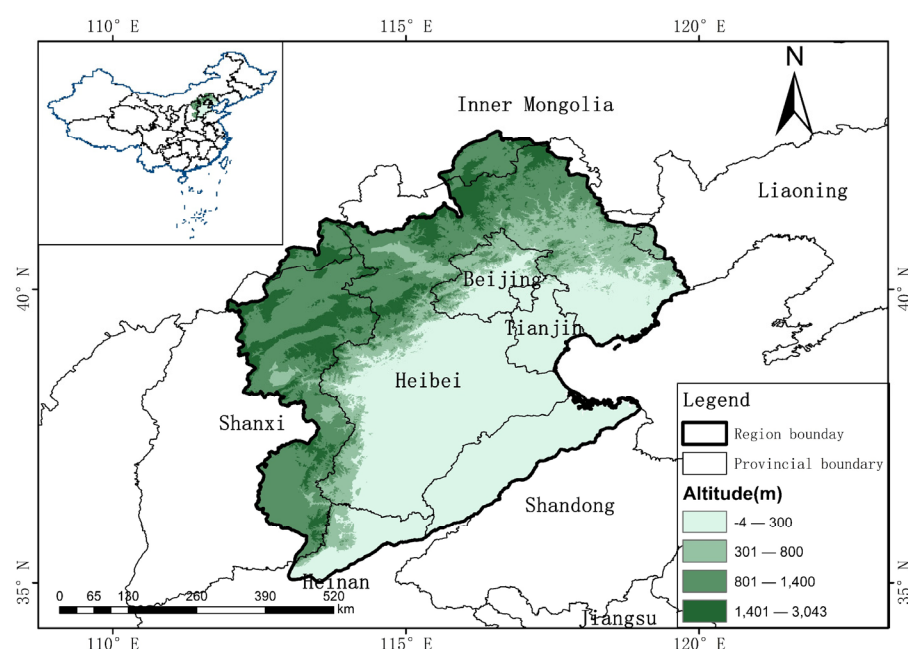 110° E
115° E
120° E
N
Inner Mongolia
Liaoning
40° N
40° N
Beijing
Tianjin
Heibei
Shanxi
Shandong
Heinan
Jiangsu
35° N
35° N
Legend
Region bounday
Provincial boundary
Altitude(m)
-4 — 300
301 — 800
801 — 1,400
1,401 — 3,043
0 65 130 260 390 520
km
110° E
115° E
120° E